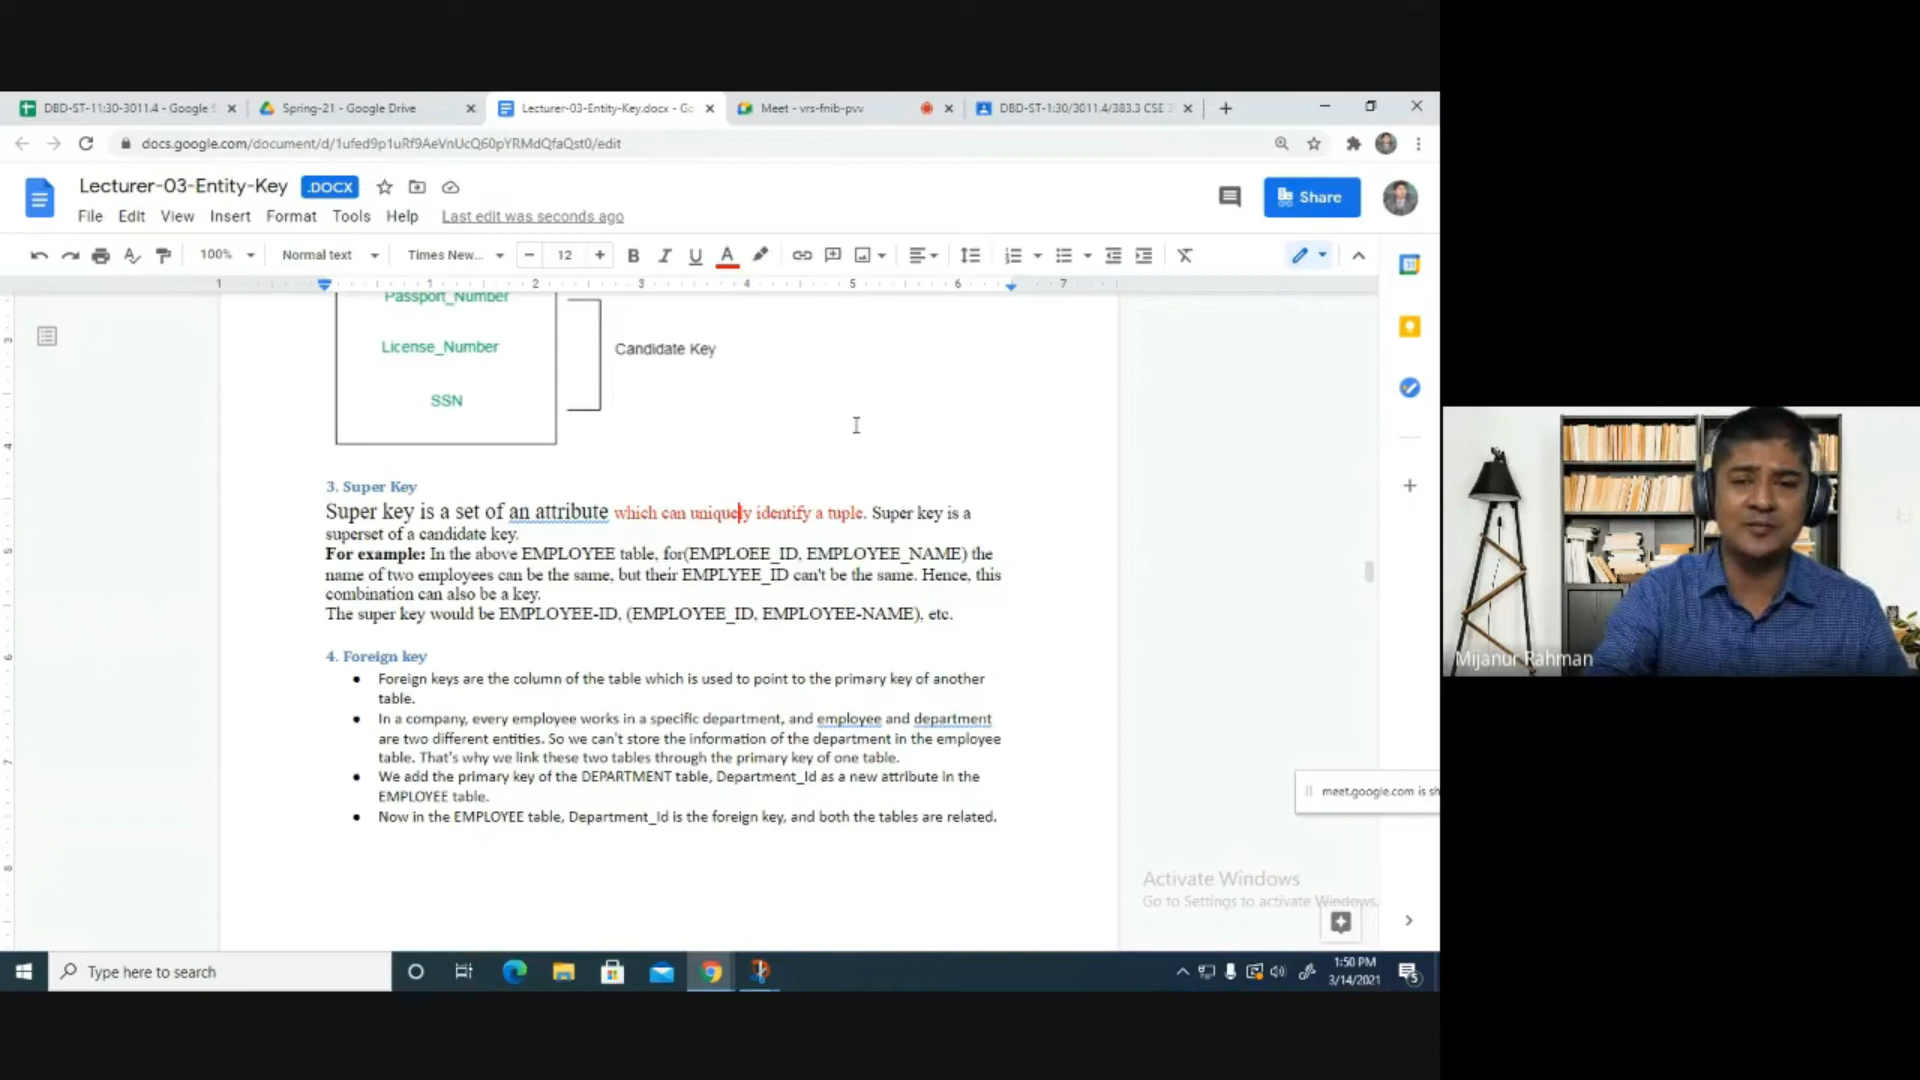 DBD-ST-11:30-3011.4 - Google S
Spring-21 - Google Drive
Lecturer-03-Entity-Key.docx - Go
Meet - vrs-fnib-pvv
DBD-ST-1:30/3011.4/383.3 CSE
docs.google.com/document/d/1ufed9p1uRf9AeVnUcQ60pYRMdQfaQst0/edit
Lecturer-03-Entity-Key .DOCX
Share
File Edit View Insert Format Tools Help Last edit was seconds ago
100% Normal text Times New... 12 B I U A
1 1 2 3 4 5 6 7
Passport_Number
License_Number
Candidate Key
SSN
3. Super Key
Super key is a set of an attribute which can uniquely identify a tuple. Super key is a
superset of a candidate key.
For example: In the above EMPLOYEE table, for(EMPLOEE_ID, EMPLOYEE_NAME) the
name of two employees can be the same, but their EMPLYEE_ID can't be the same. Hence, this
combination can also be a key.
The super key would be EMPLOYEE-ID, (EMPLOYEE_ID, EMPLOYEE-NAME), etc.
4. Foreign key
• Foreign keys are the column of the table which is used to point to the primary key of another
table.
• In a company, every employee works in a specific department, and employee and department
are two different entities. So we can't store the information of the department in the employee
table. That's why we link these two tables through the primary key of one table.
• We add the primary key of the DEPARTMENT table, Department_Id as a new attribute in the
EMPLOYEE table.
• Now in the EMPLOYEE table, Department_Id is the foreign key, and both the tables are related.
meet.google.com is sh
Activate Windows
Go to Settings to activate Windows.
Mijanur Rahman
Type here to search
1:50 PM
3/14/2021
5